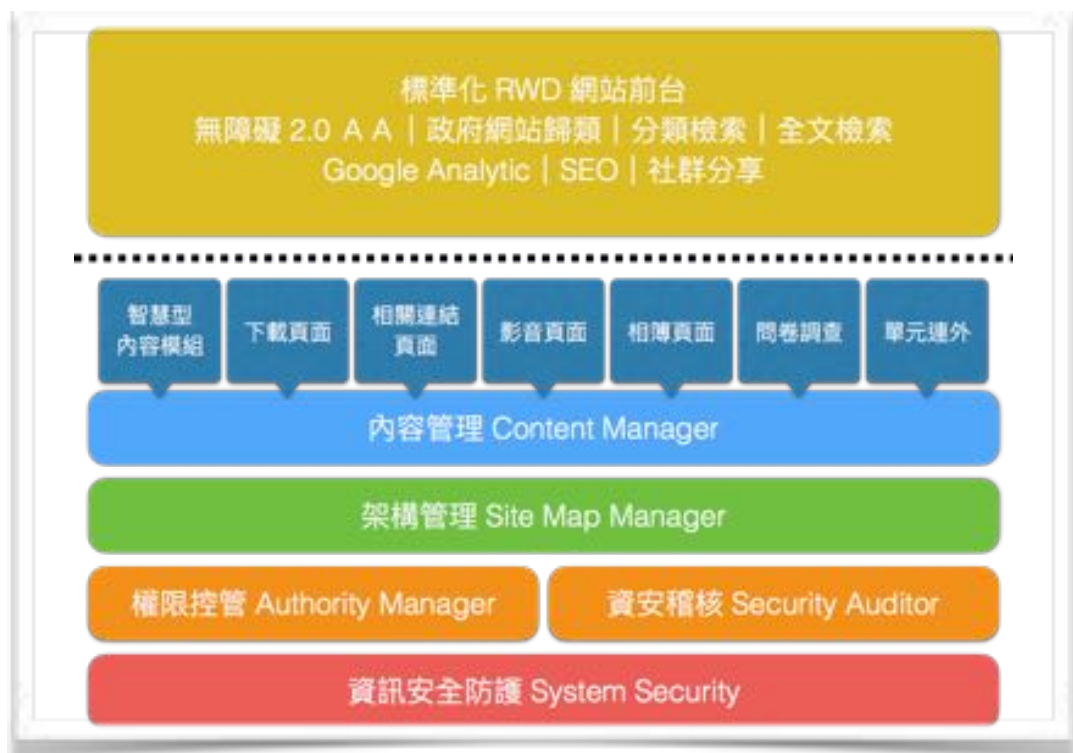 標準化 RWD 網站前台
無障礙 2.0 A A｜政府網站歸類｜分類檢索｜全文檢索
Google Analytic｜SEO｜社群分享
智慧型
內容模組
下載頁面
相關連結
頁面
影音頁面
相簿頁面
問卷調查
單元連外
內容管理 Content Manager
架構管理 Site Map Manager
權限控管 Authority Manager
資安稽核 Security Auditor
資訊安全防護 System Security